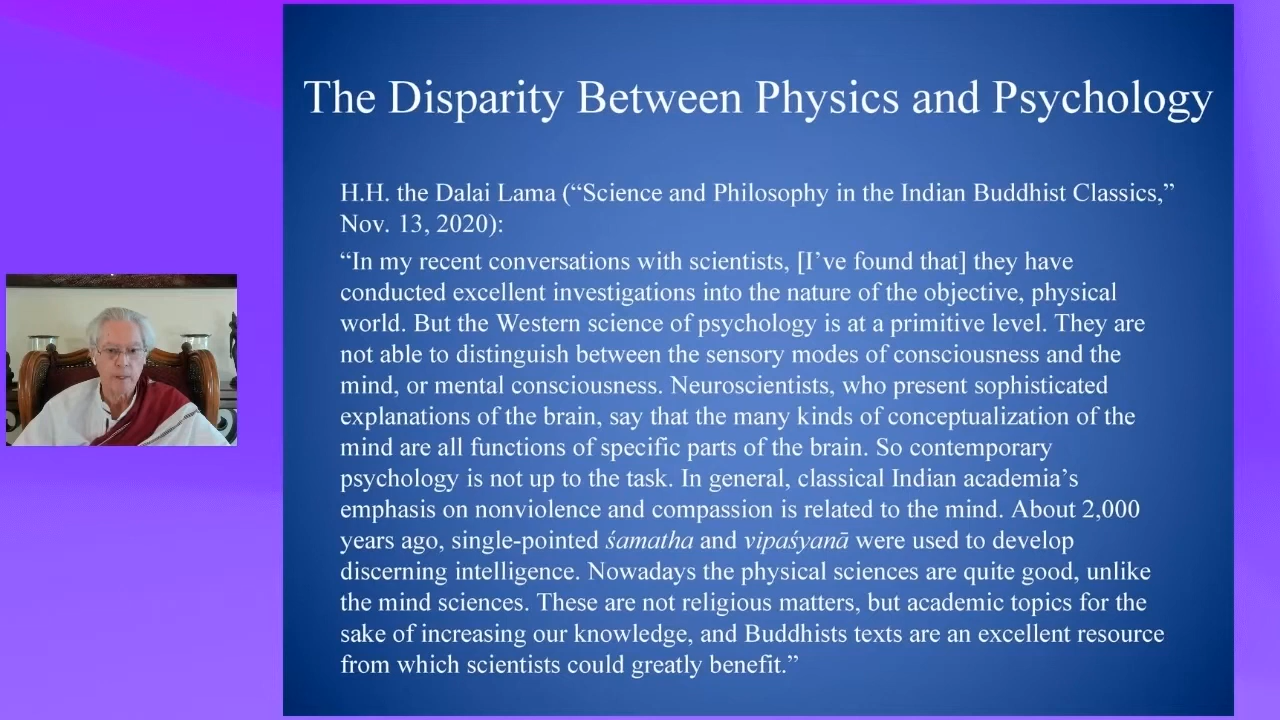 The Disparity Between Physics and Psychology
H.H. the Dalai Lama (“Science and Philosophy in the Indian Buddhist Classics,”
Nov. 13, 2020):
“In my recent conversations with scientists, [I’ve found that] they have
conducted excellent investigations into the nature of the objective, physical
world. But the Western science of psychology is at a primitive level. They are
not able to distinguish between the sensory modes of consciousness and the
mind, or mental consciousness. Neuroscientists, who present sophisticated
explanations of the brain, say that the many kinds of conceptualization of the
mind are all functions of specific parts of the brain. So contemporary
psychology is not up to the task. In general, classical Indian academia’s
emphasis on nonviolence and compassion is related to the mind. About 2,000
years ago, single-pointed śamatha and vipaśyanā were used to develop
discerning intelligence. Nowadays the physical sciences are quite good, unlike
the mind sciences. These are not religious matters, but academic topics for the
sake of increasing our knowledge, and Buddhists texts are an excellent resource
from which scientists could greatly benefit.”